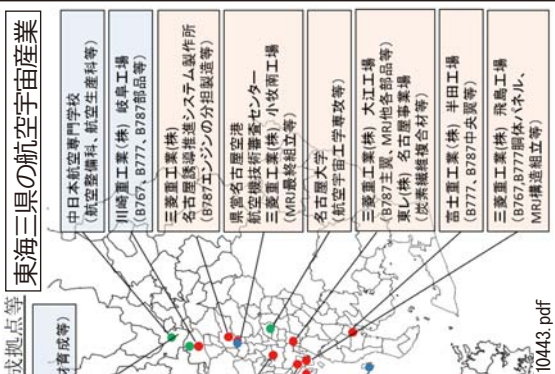 東海三県の航空宇宙産業
成拠点等
材育成等)
中日本航空専門学校
(航空整備科、航空生産科等)
川崎重工業(株) 岐阜工場
(B767、B777、B787部品等)
三菱重工業(株)
名古屋誘導推進システム製作所
(B787エンジンの分担製造等)
県営名古屋空港
航空機技術審査センター
三菱重工業(株) 小牧南工場
(MRJ最終組立等)
名古屋大学
(航空宇宙工学専攻等)
三菱重工業(株) 大江工場
(B787主翼、MRJ他各部品等)
東レ(株) 名古屋事業場
(炭素繊維複合材等)
富士重工業(株) 半田工場
(B777、B787中央翼等)
三菱重工業(株) 飛島工場
(B767,B777胴体パネル、
MRJ構造組立等)
10443.pdf